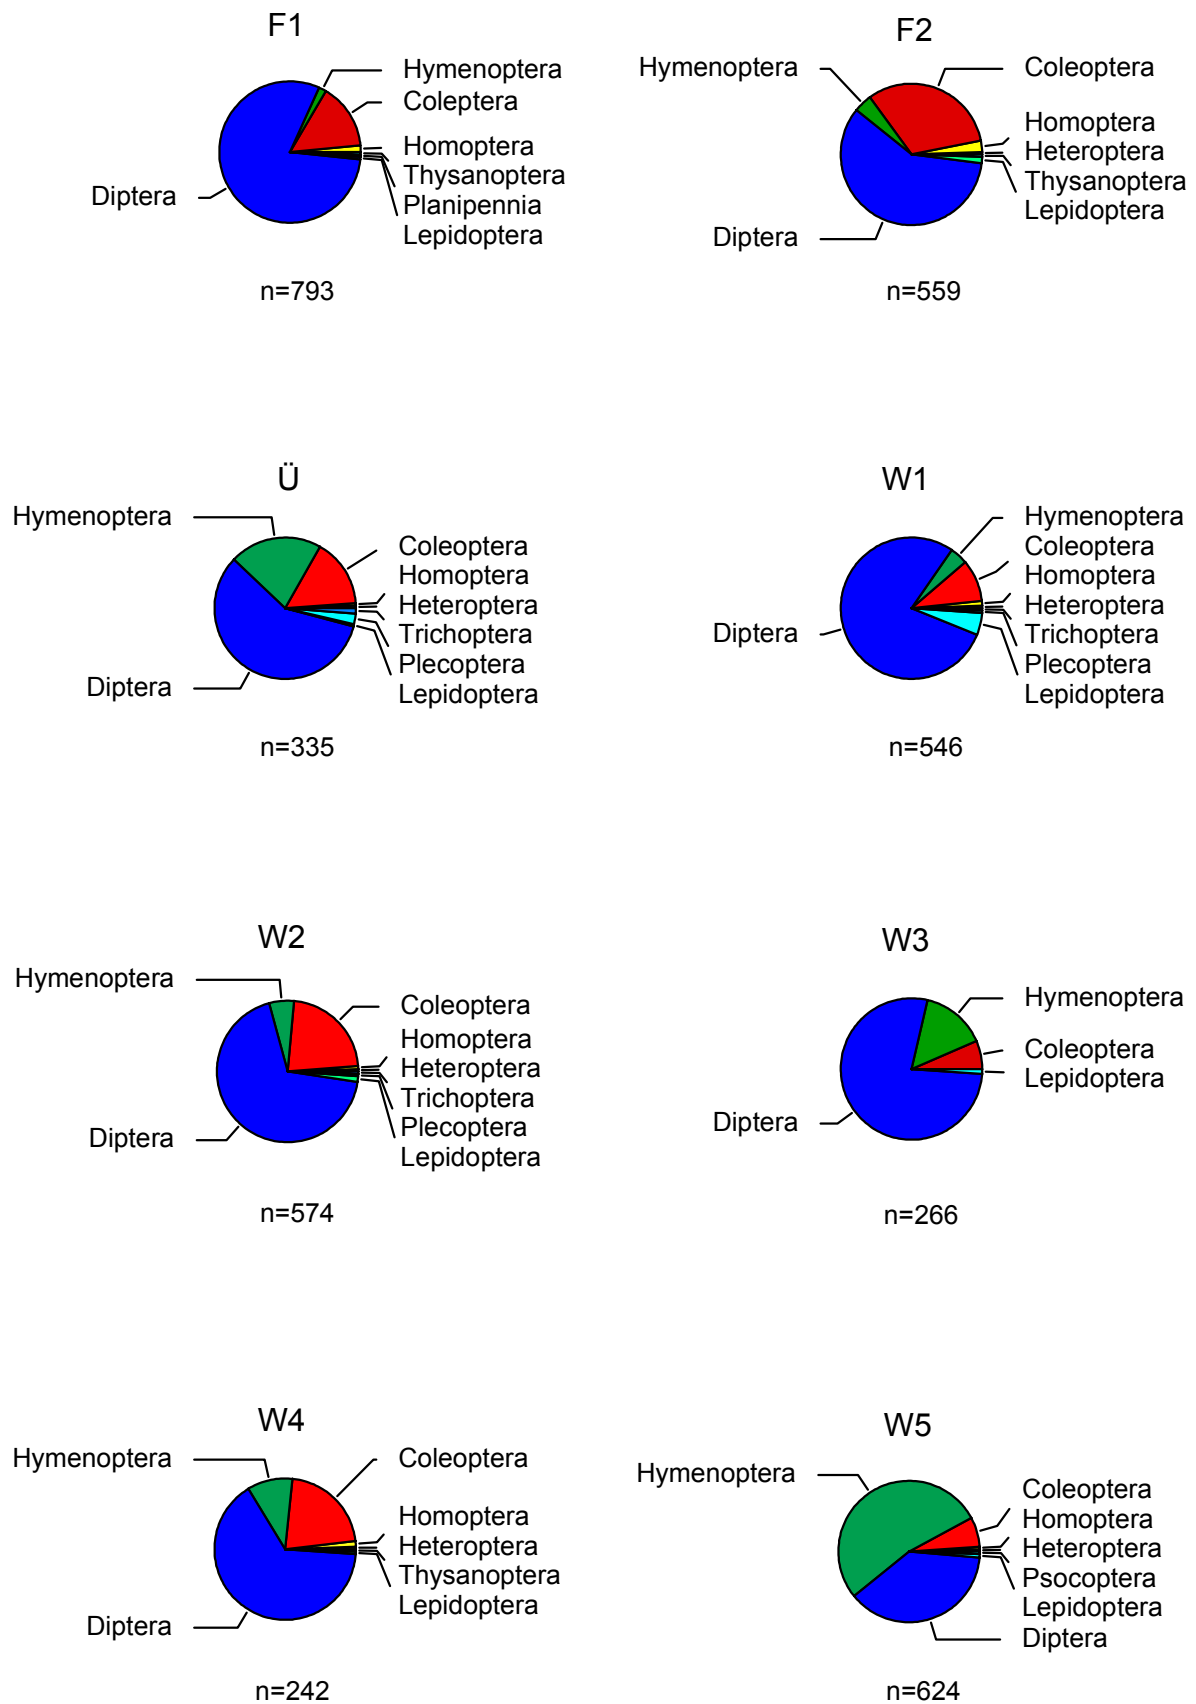 F1
Hymenoptera
Coleptera
Homoptera
Thysanoptera
Planipennia
Lepidoptera
Diptera
n=793
F2
Hymenoptera
Coleoptera
Homoptera
Heteroptera
Thysanoptera
Lepidoptera
Diptera
n=559
Ü
Hymenoptera
Coleoptera
Homoptera
Heteroptera
Trichoptera
Plecoptera
Lepidoptera
Diptera
n=335
W1
Hymenoptera
Coleoptera
Homoptera
Heteroptera
Trichoptera
Plecoptera
Lepidoptera
Diptera
n=546
W2
Hymenoptera
Coleoptera
Homoptera
Heteroptera
Trichoptera
Plecoptera
Lepidoptera
Diptera
n=574
W3
Hymenoptera
Coleoptera
Lepidoptera
Diptera
n=266
W4
Hymenoptera
Coleoptera
Homoptera
Heteroptera
Thysanoptera
Lepidoptera
Diptera
n=242
W5
Hymenoptera
Coleoptera
Homoptera
Heteroptera
Psocoptera
Lepidoptera
Diptera
n=624